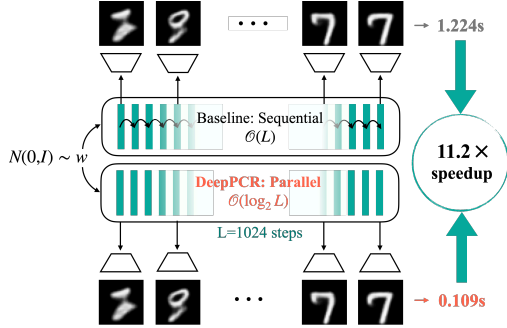 → 1.224s
Baseline: Sequential
𝒪(L)
N(0,I) ~ w
DeepPCR: Parallel
𝒪(log₂ L)
11.2 ×
speedup
L=1024 steps
→ 0.109s